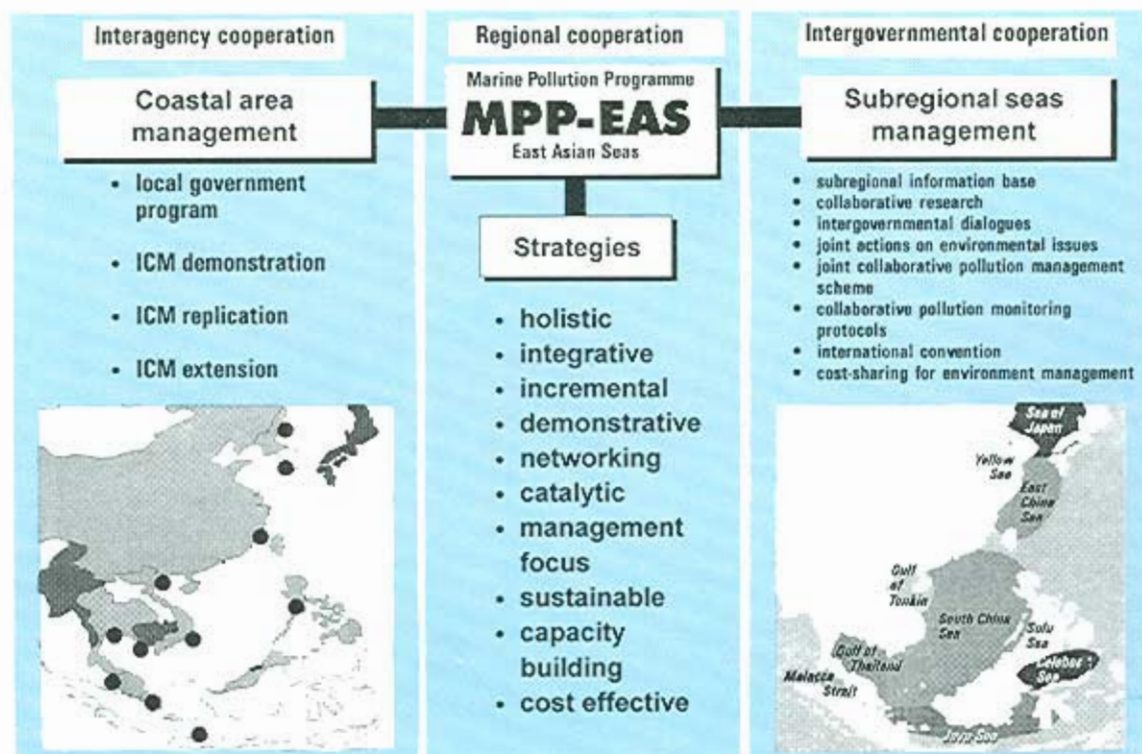 Interagency cooperation
Coastal area
management
• local government
program
• ICM demonstration
• ICM replication
• ICM extension
Regional cooperation
Marine Pollution Programme
MPP-EAS
East Asian Seas
Strategies
• holistic
• integrative
• incremental
• demonstrative
• networking
• catalytic
• management
focus
• sustainable
• capacity
building
• cost effective
Intergovernmental cooperation
Subregional seas
management
• subregional information base
• collaborative research
• intergovernmental dialogues
• joint actions on environmental issues
• joint collaborative pollution management
scheme
• collaborative pollution monitoring
protocols
• international convention
• cost-sharing for environment management
Sea of
Japan
Yellow
Sea
East
China
Sea
Gulf
of
Tonkin
South China
Sea
Sulu
Sea
Gulf of
Thailand
Celebes
Sea
Malacca
Strait
Java Sea